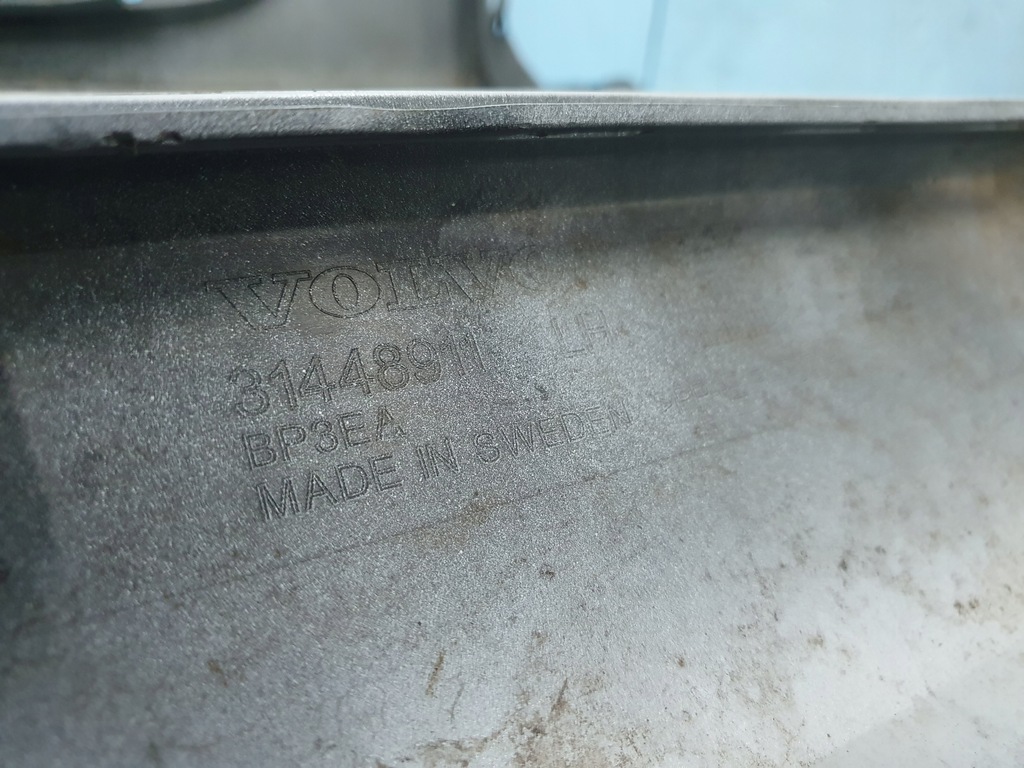 VOLVO
31448911 LH
BP3EA
MADE IN SWEDEN